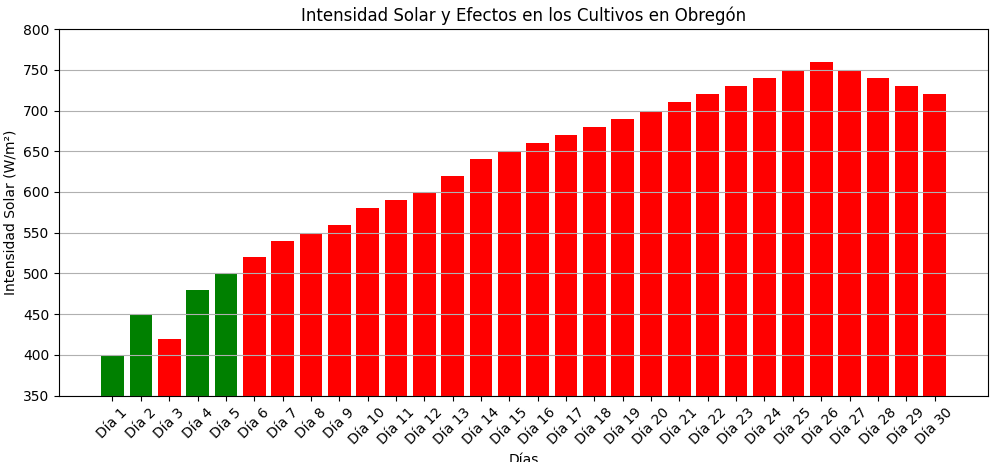 Intensidad Solar y Efectos en los Cultivos en Obregón
Intensidad Solar (W/m²)
800
750
700
650
600
550
500
450
400
350
Día 1
Día 2
Día 3
Día 4
Día 5
Día 6
Día 7
Día 8
Día 9
Día 10
Día 11
Día 12
Día 13
Día 14
Día 15
Día 16
Día 17
Día 18
Día 19
Día 20
Día 21
Día 22
Día 23
Día 24
Día 25
Día 26
Día 27
Día 28
Día 29
Día 30
Días